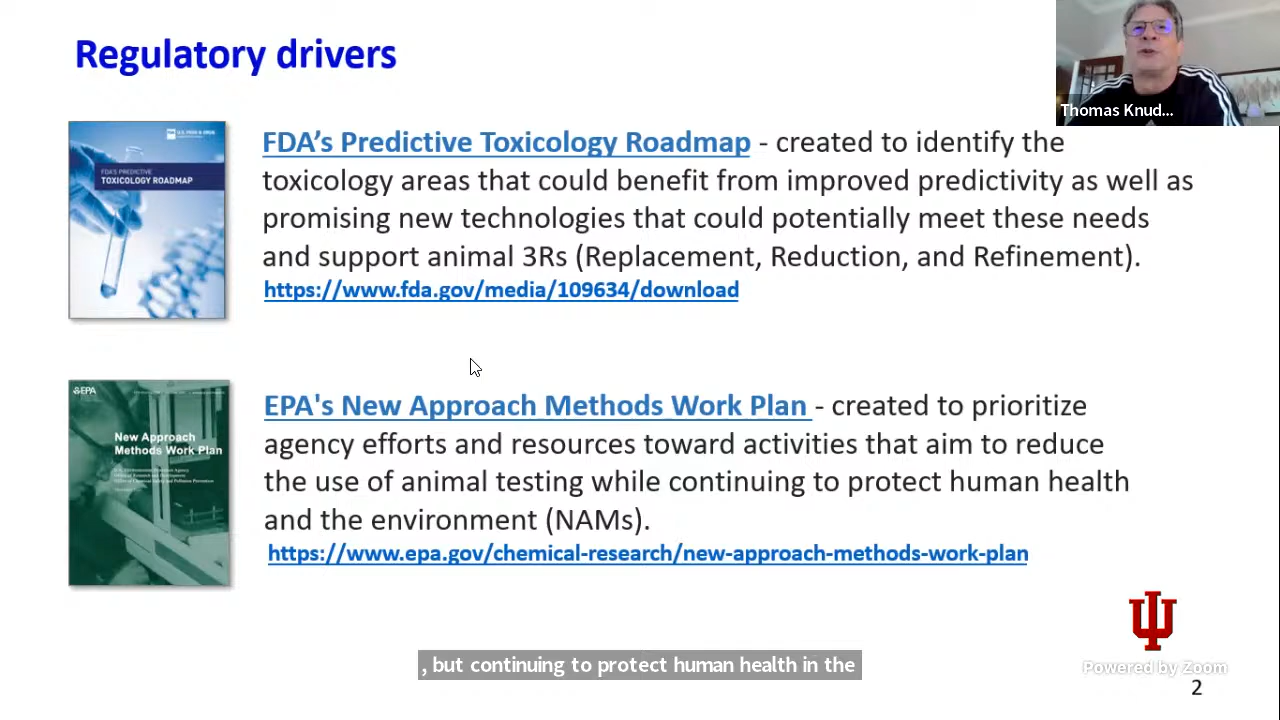 Regulatory drivers
Thomas Knud...
U.S. FOOD & DRUG
FDA'S PREDICTIVE
TOXICOLOGY ROADMAP
FDA’s Predictive Toxicology Roadmap - created to identify the
toxicology areas that could benefit from improved predictivity as well as
promising new technologies that could potentially meet these needs
and support animal 3Rs (Replacement, Reduction, and Refinement).
https://www.fda.gov/media/109634/download
EPA
New Approach
Methods Work Plan
EPA's New Approach Methods Work Plan - created to prioritize
agency efforts and resources toward activities that aim to reduce
the use of animal testing while continuing to protect human health
and the environment (NAMs).
https://www.epa.gov/chemical-research/new-approach-methods-work-plan
, but continuing to protect human health in the
Powered by Zoom
2